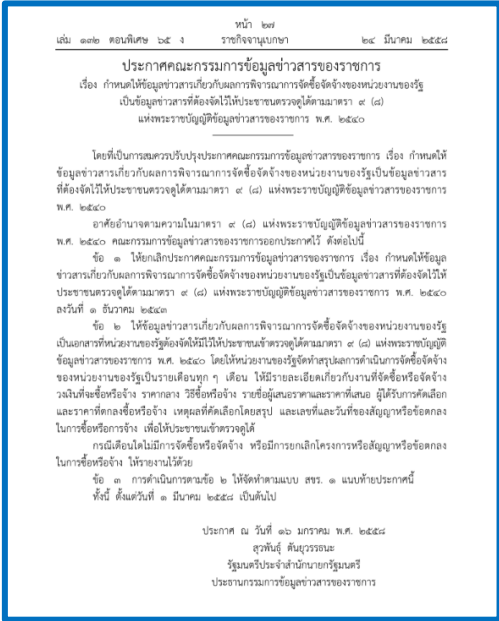 หน้า ๒๗
เล่ม ๑๓๒ ตอนพิเศษ ๖๕ ง ราชกิจจานุเบกษา ๒๔ มีนาคม ๒๕๕๘
ประกาศคณะกรรมการข้อมูลข่าวสารของราชการ
เรื่อง กำหนดให้ข้อมูลข่าวสารเกี่ยวกับผลการพิจารณาการจัดซื้อจัดจ้างของหน่วยงานของรัฐ
เป็นข้อมูลข่าวสารที่ต้องจัดไว้ให้ประชาชนตรวจดูได้ตามมาตรา ๙ (๘)
แห่งพระราชบัญญัติข้อมูลข่าวสารของราชการ พ.ศ. ๒๕๔๐
โดยที่เป็นการสมควรปรับปรุงประกาศคณะกรรมการข้อมูลข่าวสารของราชการ เรื่อง กำหนดให้
ข้อมูลข่าวสารเกี่ยวกับผลการพิจารณาการจัดซื้อจัดจ้างของหน่วยงานของรัฐเป็นข้อมูลข่าวสาร
ที่ต้องจัดไว้ให้ประชาชนตรวจดูได้ตามมาตรา ๙ (๘) แห่งพระราชบัญญัติข้อมูลข่าวสารของราชการ
พ.ศ. ๒๕๔๐
อาศัยอำนาจตามความในมาตรา ๙ (๘) แห่งพระราชบัญญัติข้อมูลข่าวสารของราชการ
พ.ศ. ๒๕๔๐ คณะกรรมการข้อมูลข่าวสารของราชการออกประกาศไว้ ดังต่อไปนี้
ข้อ ๑ ให้ยกเลิกประกาศคณะกรรมการข้อมูลข่าวสารของราชการ เรื่อง กำหนดให้ข้อมูล
ข่าวสารเกี่ยวกับผลการพิจารณาการจัดซื้อจัดจ้างของหน่วยงานของรัฐเป็นข้อมูลข่าวสารที่ต้องจัดไว้ให้
ประชาชนตรวจดูได้ตามมาตรา ๙ (๘) แห่งพระราชบัญญัติข้อมูลข่าวสารของราชการ พ.ศ. ๒๕๔๐
ลงวันที่ ๑ ธันวาคม ๒๕๔๓
ข้อ ๒ ให้ข้อมูลข่าวสารเกี่ยวกับผลการพิจารณาการจัดซื้อจัดจ้างของหน่วยงานของรัฐ
เป็นเอกสารที่หน่วยงานของรัฐต้องจัดให้มีไว้ให้ประชาชนเข้าตรวจดูได้ตามมาตรา ๙ (๘) แห่งพระราชบัญญัติ
ข้อมูลข่าวสารของราชการ พ.ศ. ๒๕๔๐ โดยให้หน่วยงานของรัฐจัดทำสรุปผลการดำเนินการจัดซื้อจัดจ้าง
ของหน่วยงานของรัฐเป็นรายเดือนทุก ๆ เดือน ให้มีรายละเอียดเกี่ยวกับงานที่จัดซื้อหรือจัดจ้าง
วงเงินที่จะซื้อหรือจ้าง ราคากลาง วิธีซื้อหรือจ้าง รายชื่อผู้เสนอราคาและราคาที่เสนอ ผู้ได้รับการคัดเลือก
และราคาที่ตกลงซื้อหรือจ้าง เหตุผลที่คัดเลือกโดยสรุป และเลขที่และวันที่ของสัญญาหรือข้อตกลง
ในการซื้อหรือการจ้าง เพื่อให้ประชาชนเข้าตรวจดูได้
กรณีเดือนใดไม่มีการจัดซื้อหรือจัดจ้าง หรือมีการยกเลิกโครงการหรือสัญญาหรือข้อตกลง
ในการซื้อหรือจ้าง ให้รายงานไว้ด้วย
ข้อ ๓ การดำเนินการตามข้อ ๒ ให้จัดทำตามแบบ สขร. ๑ แนบท้ายประกาศนี้
ทั้งนี้ ตั้งแต่วันที่ ๑ มีนาคม ๒๕๕๘ เป็นต้นไป
ประกาศ ณ วันที่ ๑๖ มกราคม พ.ศ. ๒๕๕๘
สุวพันธุ์ ตันยุวรรธนะ
รัฐมนตรีประจำสำนักนายกรัฐมนตรี
ประธานกรรมการข้อมูลข่าวสารของราชการ